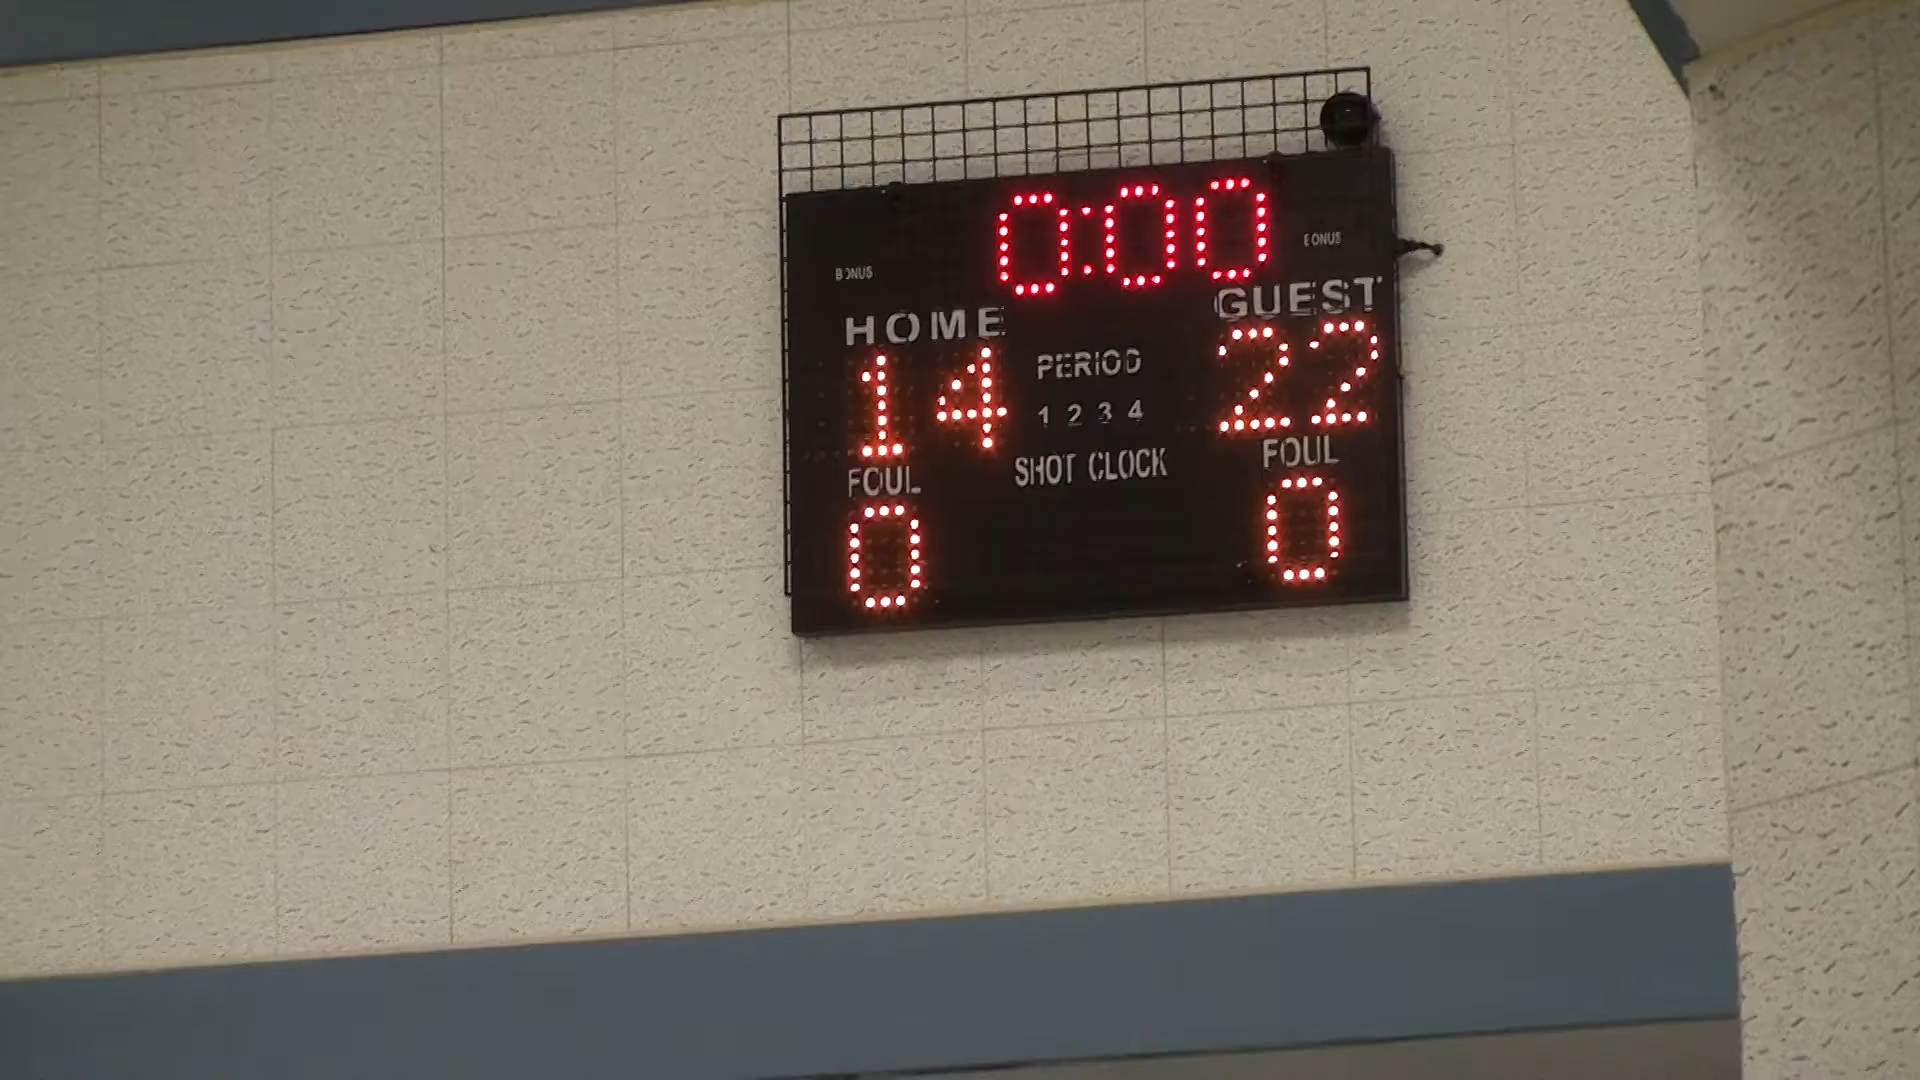 0:00
BONUS BONUS
HOME GUEST
14 PERIOD 22
1 2 3 4
FOUL SHOT CLOCK FOUL
0 0